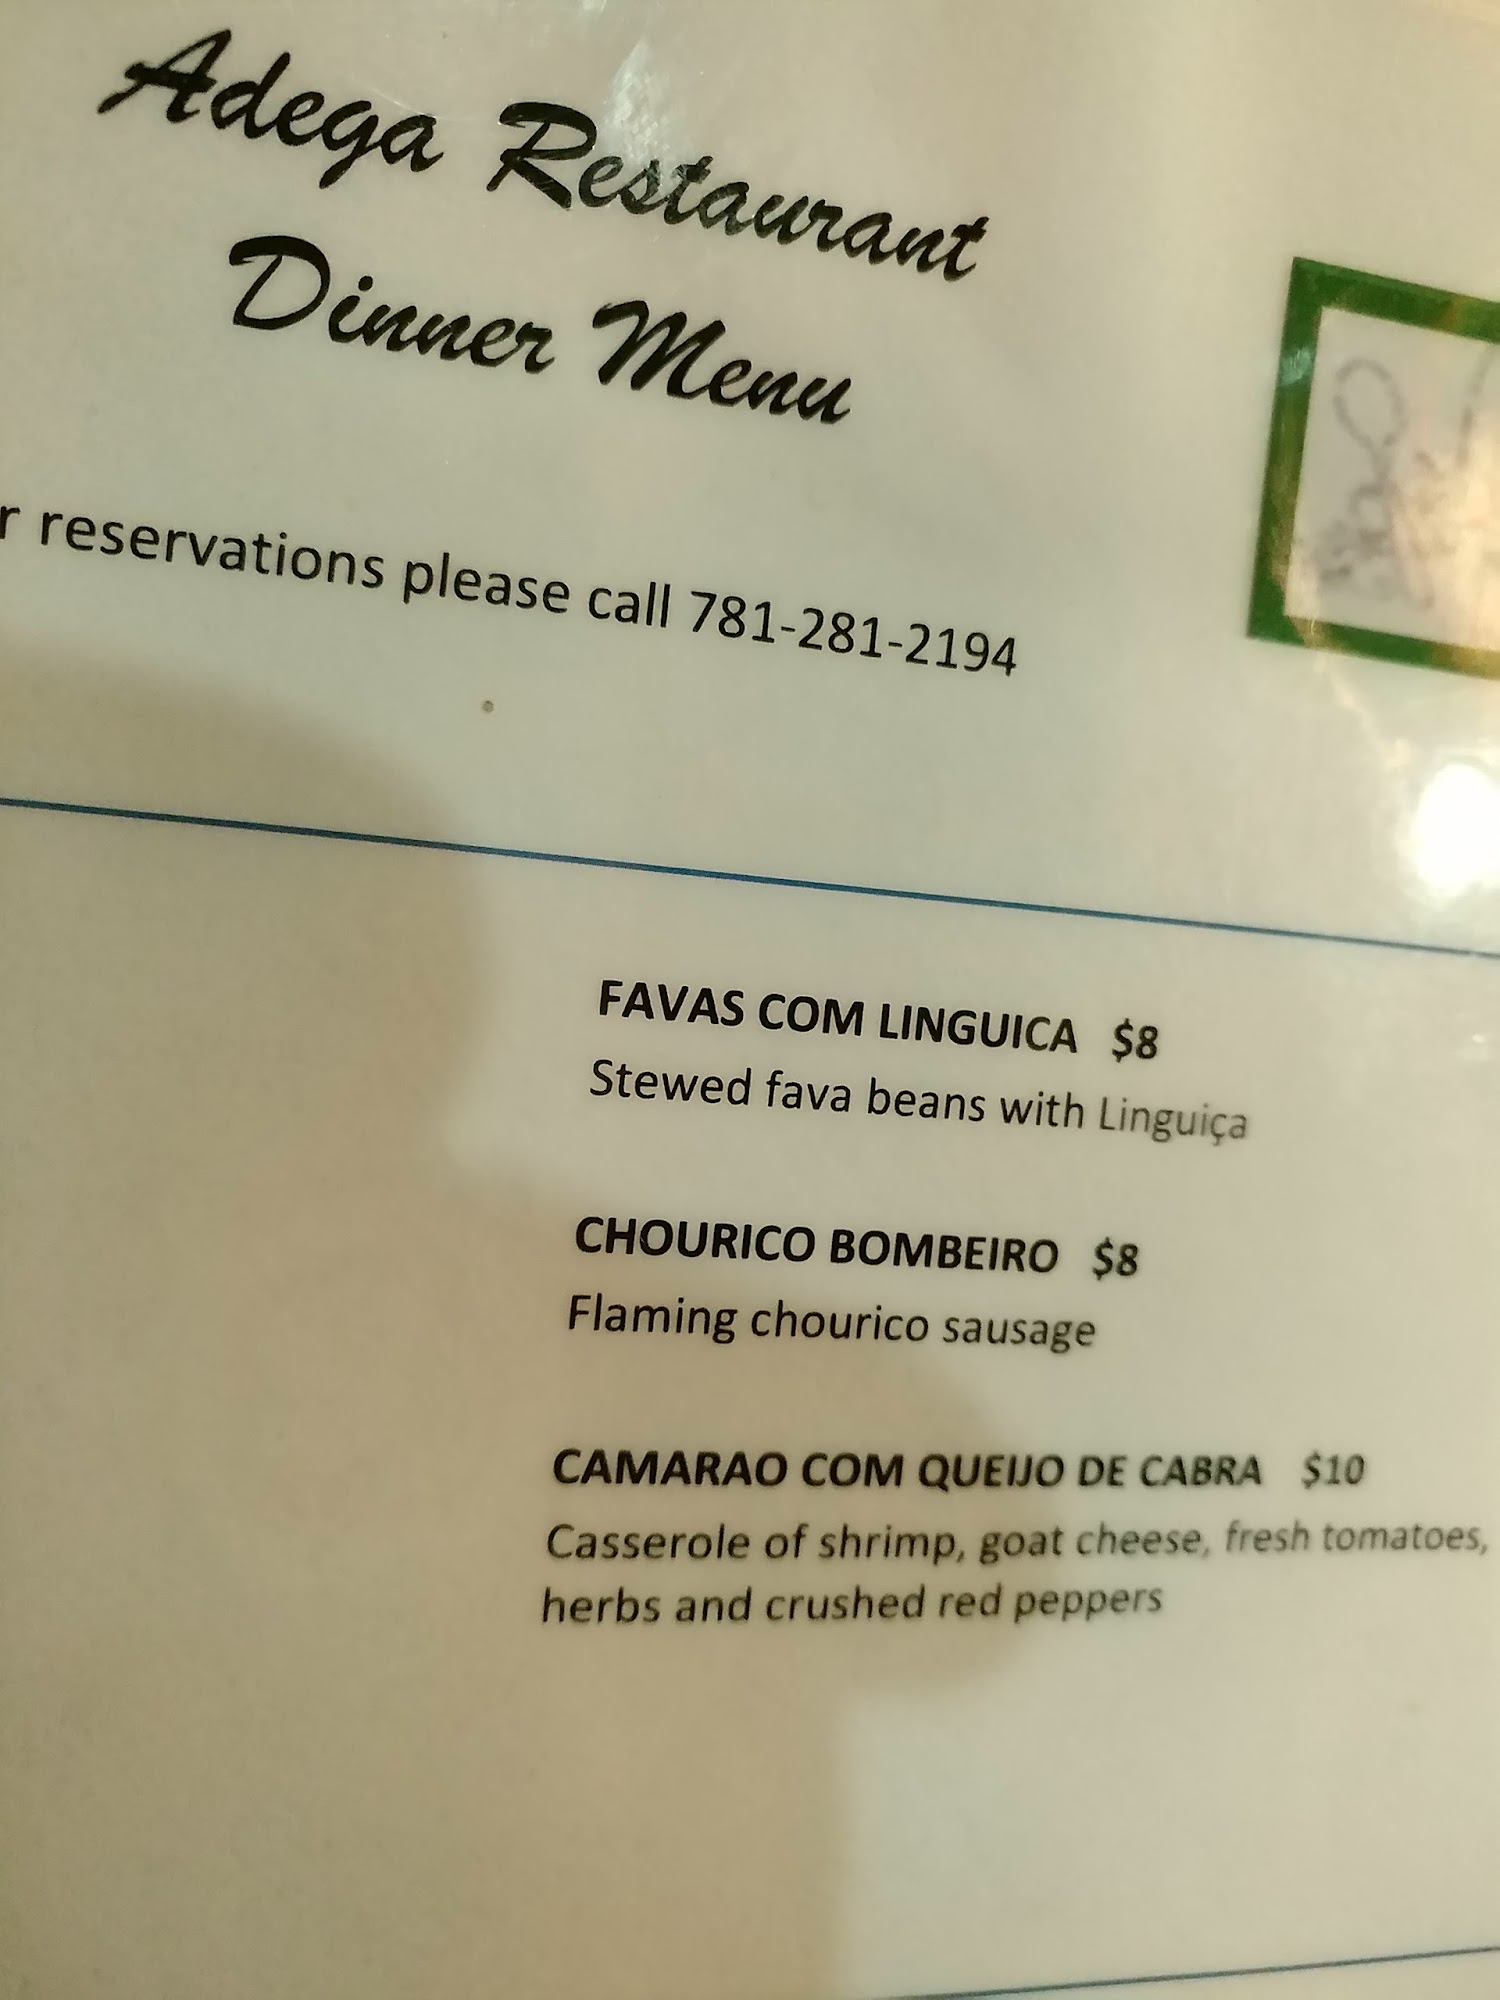 Adega Restaurant
Dinner Menu
r reservations please call 781-281-2194
FAVAS COM LINGUICA $8
Stewed fava beans with Linguiça
CHOURICO BOMBEIRO $8
Flaming chourico sausage
CAMARAO COM QUEIJO DE CABRA $10
Casserole of shrimp, goat cheese, fresh tomatoes,
herbs and crushed red peppers